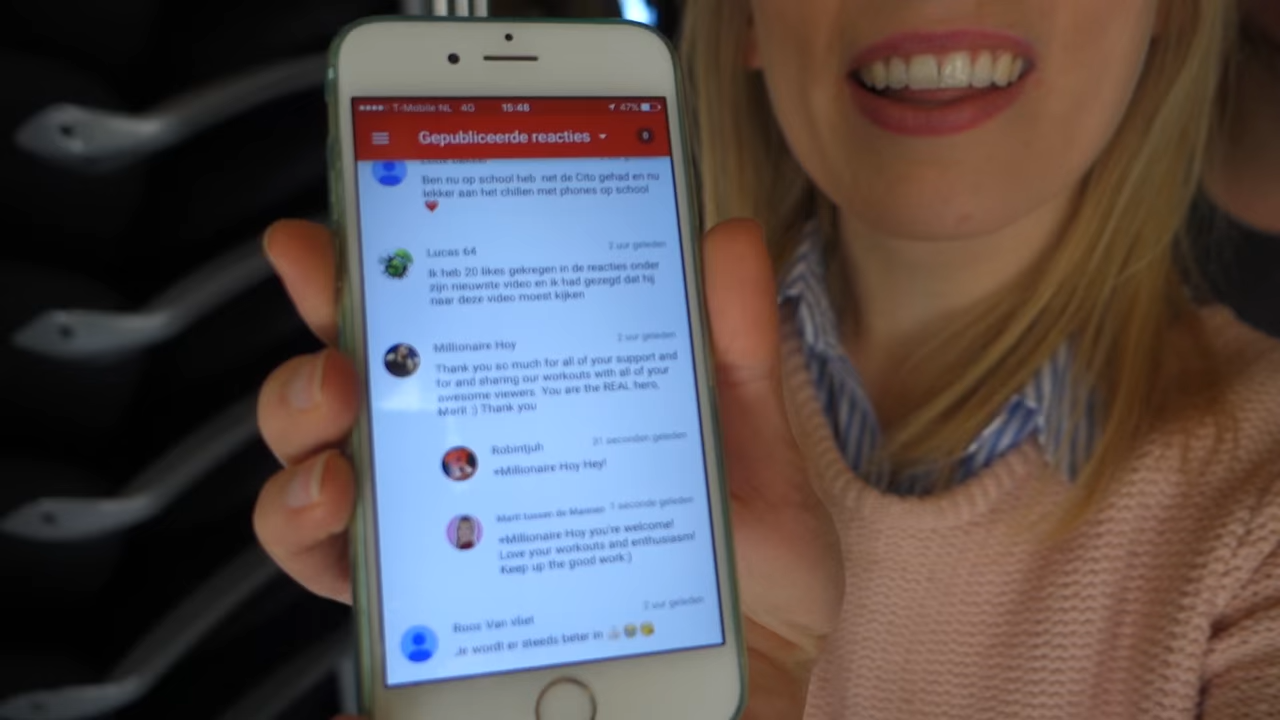 T-Mobile NL 4G 15:46 47%
Gepubliceerde reacties 0
Ben nu op school heb net de Cito gehad en nu
lekker aan het chillen met phones op school
Lucas 64 2 uur geleden
Ik heb 20 likes gekregen in de reacties onder
zijn nieuwste video en ik had gezegd dat hij
naar deze video moest kijken
Millionaire Hoy 2 uur geleden
Thank you so much for all of your support and
for and sharing our workouts with all of your
awesome viewers. You are the REAL hero,
Mari! :) Thank you
Robintjuh 31 seconden geleden
+Millionaire Hoy Hey!
tussen de Mannen 1 seconde geleden
+Millionaire Hoy you're welcome!
Love your workouts and enthusiasm!
Keep up the good work:)
Roos Van vliet 2 uur geleden
Je wordt er steeds beter in